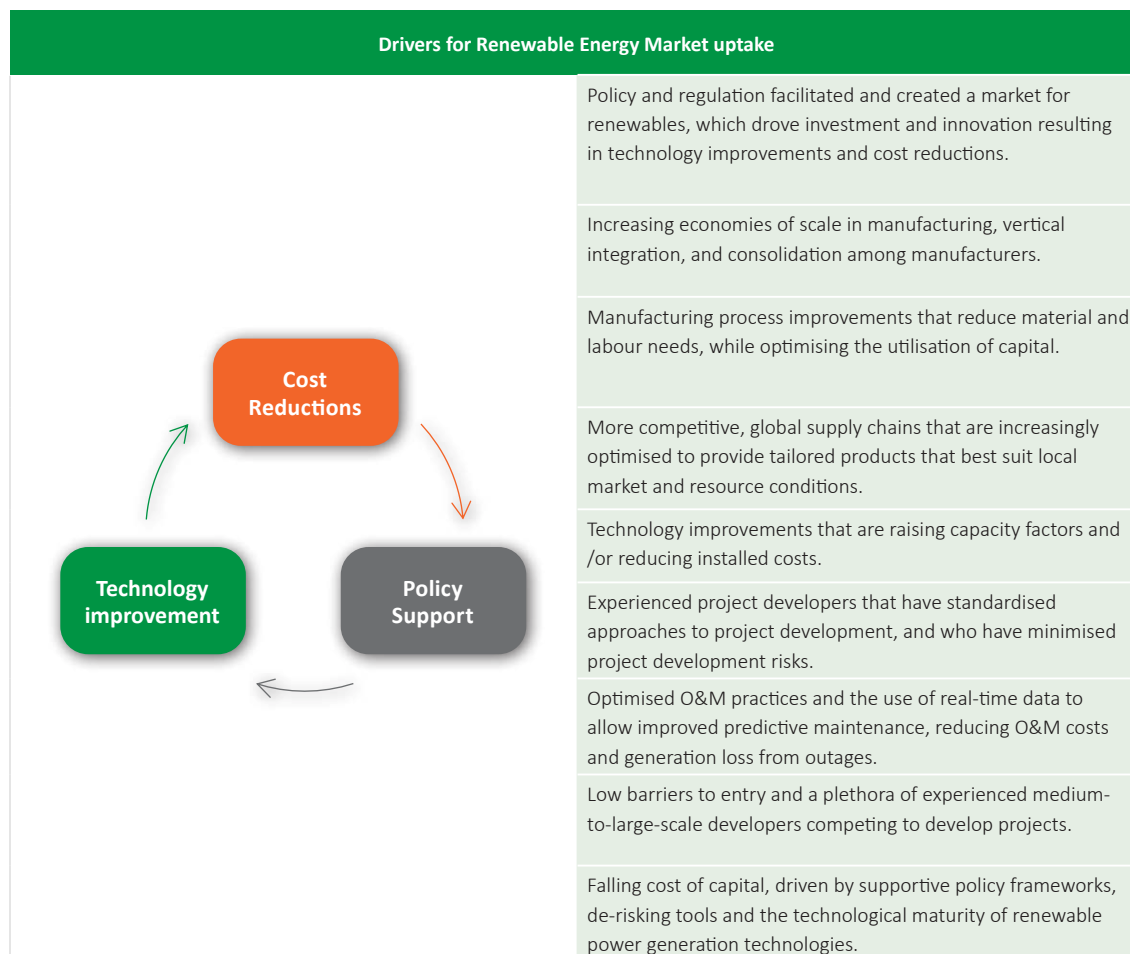 Drivers for Renewable Energy Market uptake
Cost
Reductions
Technology
improvement
Policy
Support
Policy and regulation facilitated and created a market for
renewables, which drove investment and innovation resulting
in technology improvements and cost reductions.
Increasing economies of scale in manufacturing, vertical
integration, and consolidation among manufacturers.
Manufacturing process improvements that reduce material and
labour needs, while optimising the utilisation of capital.
More competitive, global supply chains that are increasingly
optimised to provide tailored products that best suit local
market and resource conditions.
Technology improvements that are raising capacity factors and
/or reducing installed costs.
Experienced project developers that have standardised
approaches to project development, and who have minimised
project development risks.
Optimised O&M practices and the use of real-time data to
allow improved predictive maintenance, reducing O&M costs
and generation loss from outages.
Low barriers to entry and a plethora of experienced medium-
to-large-scale developers competing to develop projects.
Falling cost of capital, driven by supportive policy frameworks,
de-risking tools and the technological maturity of renewable
power generation technologies.